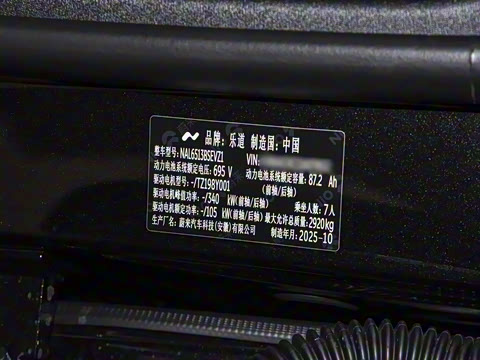 品牌：乐道 制造国：中国
整车型号：NAL6513BSEVZ1 VIN:
动力电池系统额定电压：695 V 动力电池系统额定容量：87.2 Ah
驱动电机型号：-/TZ198Y001 (前轴/后轴)
驱动电机峰值功率：-/340 kW(前轴/后轴) 乘坐人数：7人
驱动电机额定功率：-/105 kW(前轴/后轴) 最大允许总质量：2920kg
生产厂名：蔚来汽车科技(安徽)有限公司 制造年月：2025-10